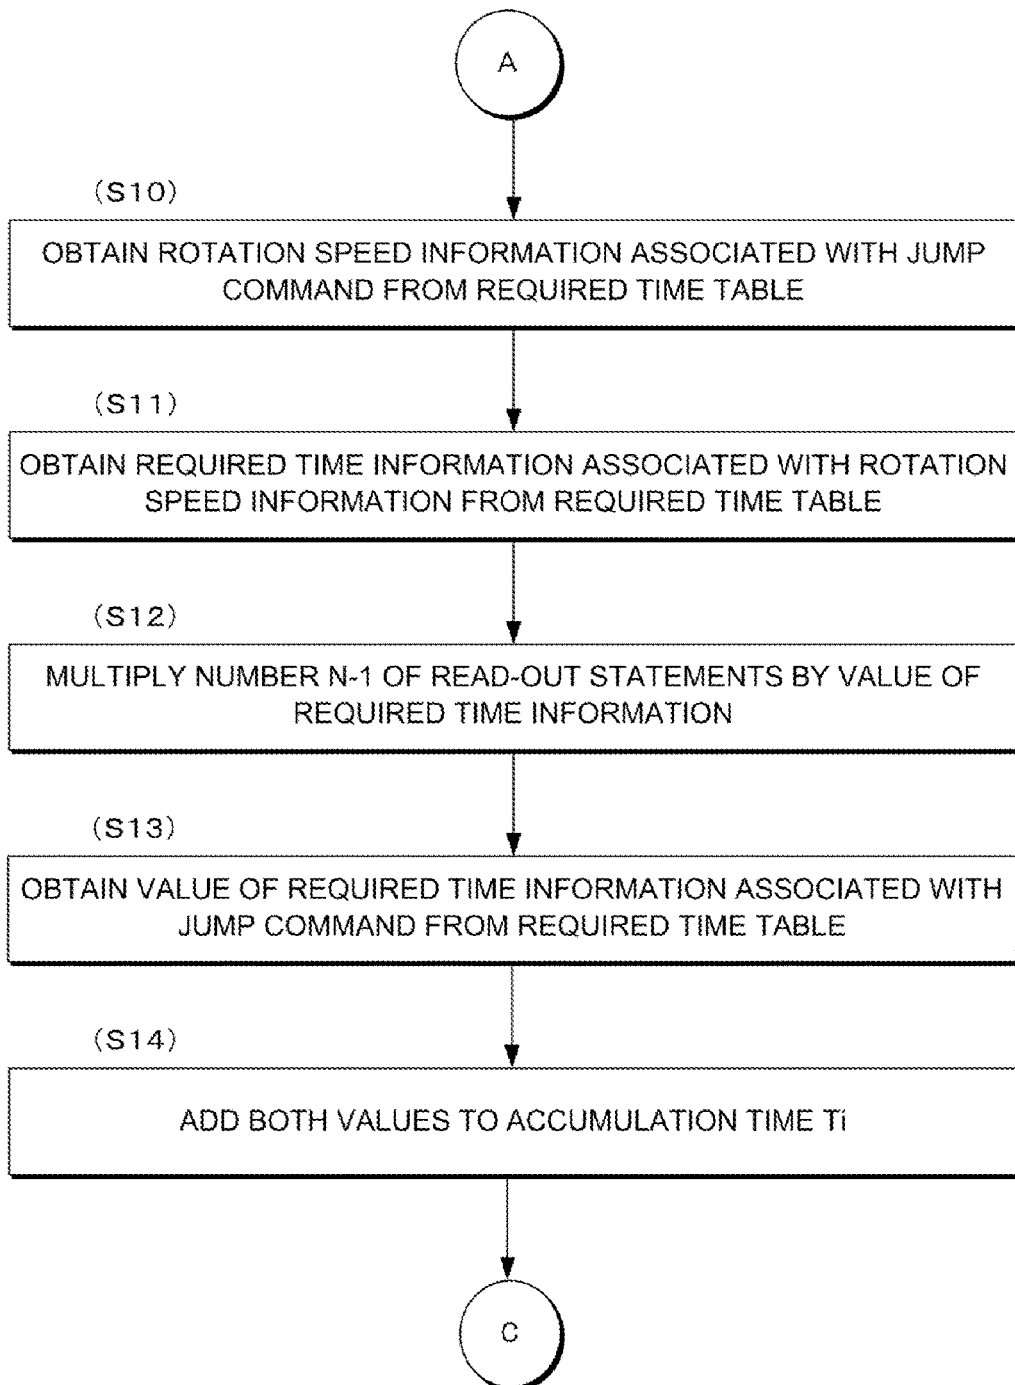 A
(S10)
OBTAIN ROTATION SPEED INFORMATION ASSOCIATED WITH JUMP
COMMAND FROM REQUIRED TIME TABLE
(S11)
OBTAIN REQUIRED TIME INFORMATION ASSOCIATED WITH ROTATION
SPEED INFORMATION FROM REQUIRED TIME TABLE
(S12)
MULTIPLY NUMBER N-1 OF READ-OUT STATEMENTS BY VALUE OF
REQUIRED TIME INFORMATION
(S13)
OBTAIN VALUE OF REQUIRED TIME INFORMATION ASSOCIATED WITH
JUMP COMMAND FROM REQUIRED TIME TABLE
(S14)
ADD BOTH VALUES TO ACCUMULATION TIME Ti
C